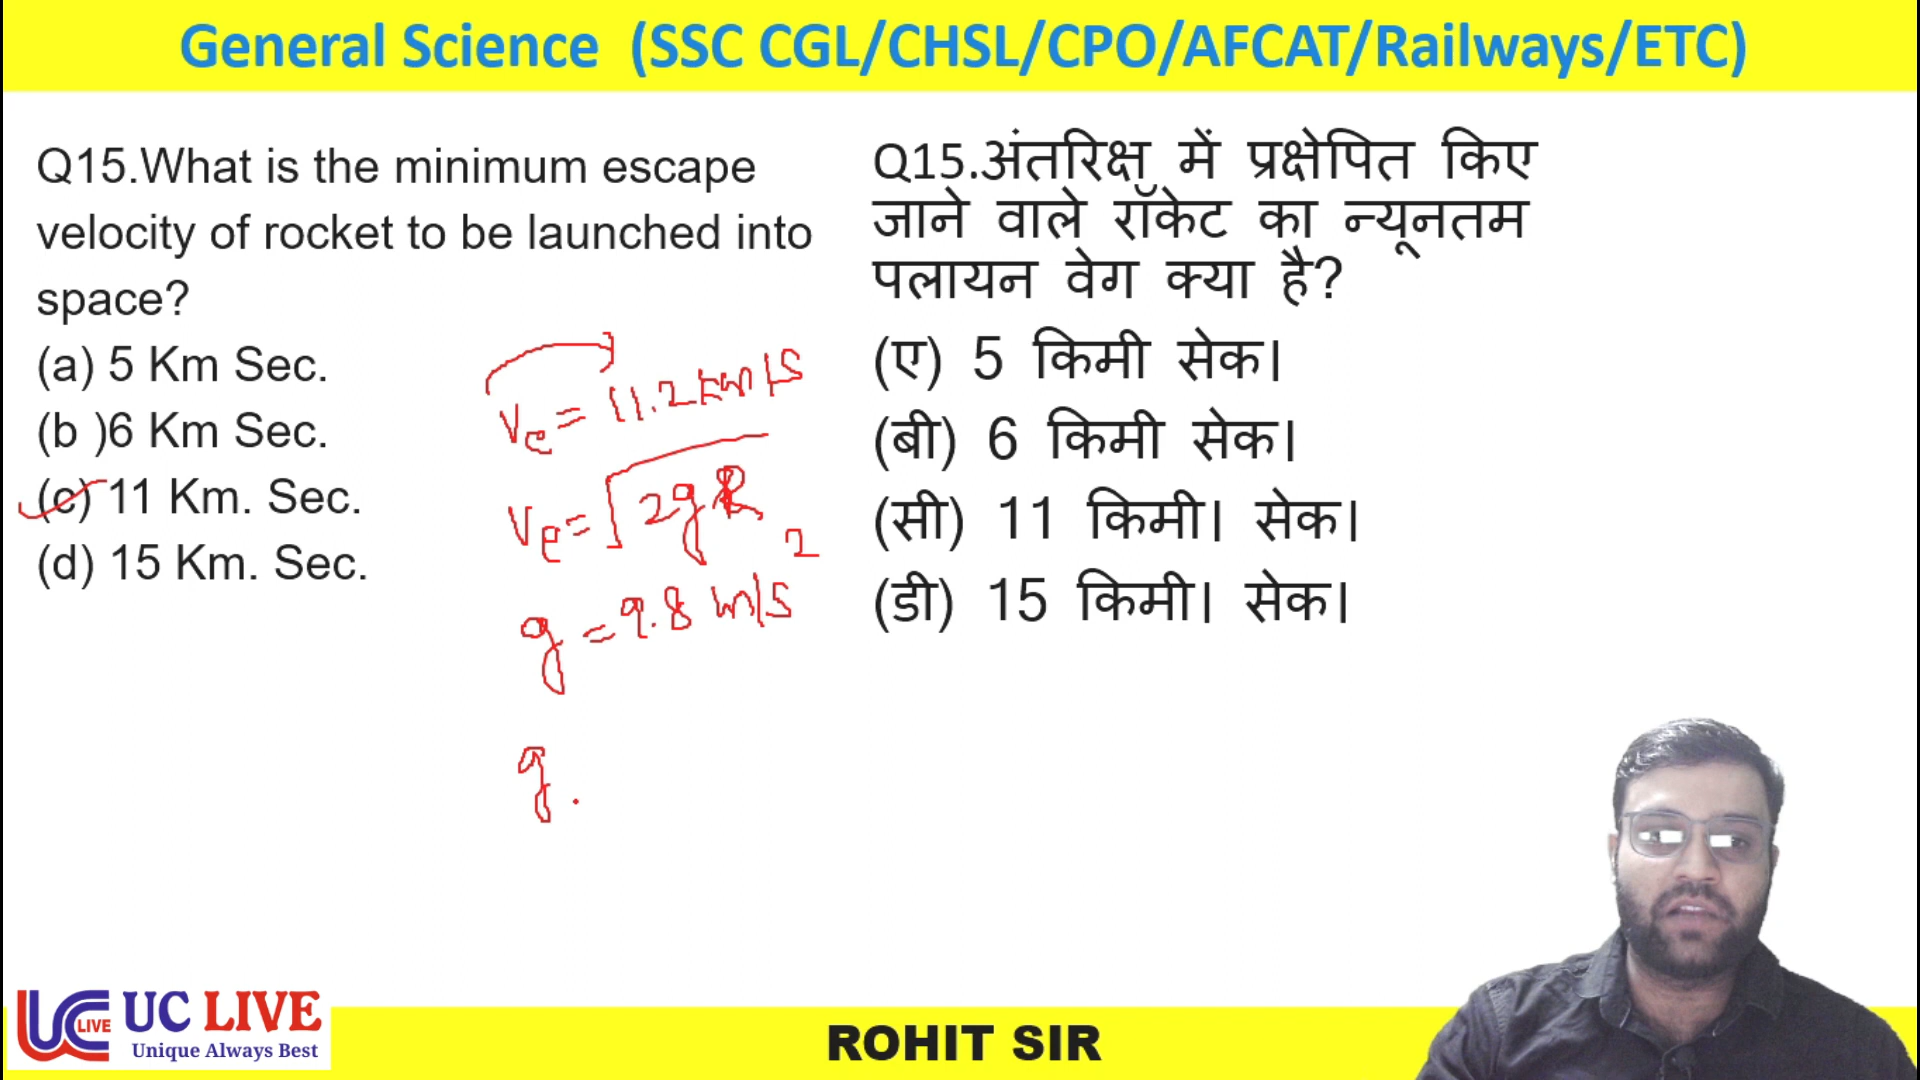 General Science (SSC CGL/CHSL/CPO/AFCAT/Railways/ETC)
Q15.What is the minimum escape
velocity of rocket to be launched into
space?
(a) 5 Km Sec.
(b )6 Km Sec.
(c) 11 Km. Sec.
(d) 15 Km. Sec.
Ve = 11.2 km/s
Ve = √2gR
g = 9.8 m/s²
g.
Q15.अंतरिक्ष में प्रक्षेपित किए
जाने वाले रॉकेट का न्यूनतम
पलायन वेग क्या है?
(ए) 5 किमी सेक।
(बी) 6 किमी सेक।
(सी) 11 किमी। सेक।
(डी) 15 किमी। सेक।
UC LIVE
LIVE
Unique Always Best
ROHIT SIR